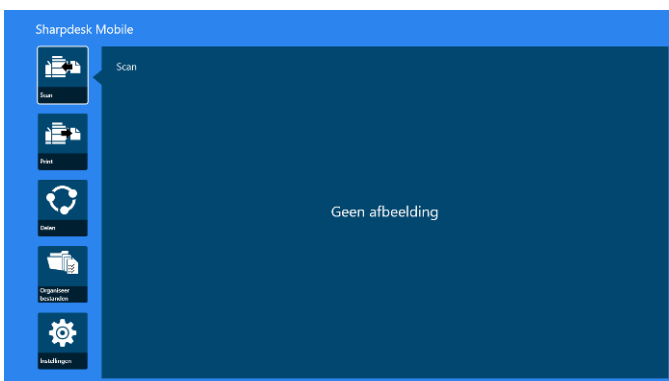 Sharpdesk Mobile
Scan
Scan
Print
Delen
Organiseer
bestanden
Instellingen
Geen afbeelding